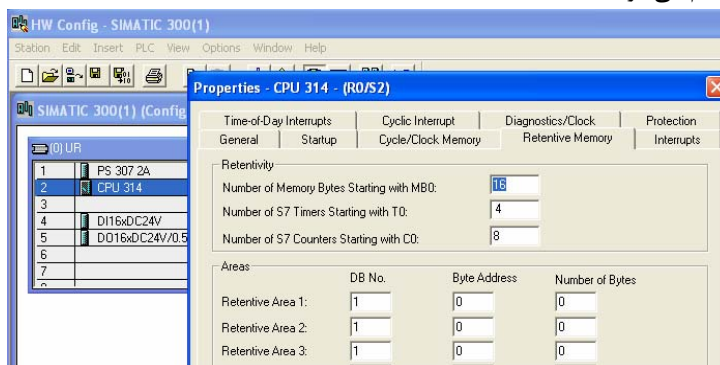 HW Config - SIMATIC 300(1)
Station Edit Insert PLC View Options Window Help
Properties - CPU 314 - (R0/S2)
SIMATIC 300(1) (Config
Time-of-Day Interrupts Cyclic Interrupt Diagnostics/Clock Protection
General Startup Cycle/Clock Memory Retentive Memory Interrupts
(0) UR
1 PS 307 2A
2 CPU 314
3
4 DI16xDC24V
5 DO16xDC24V/0.5
6
7
Retentivity
Number of Memory Bytes Starting with MB0: 16
Number of S7 Timers Starting with T0: 4
Number of S7 Counters Starting with C0: 8
Areas
DB No. Byte Address Number of Bytes
Retentive Area 1: 1 0 0
Retentive Area 2: 1 0 0
Retentive Area 3: 1 0 0